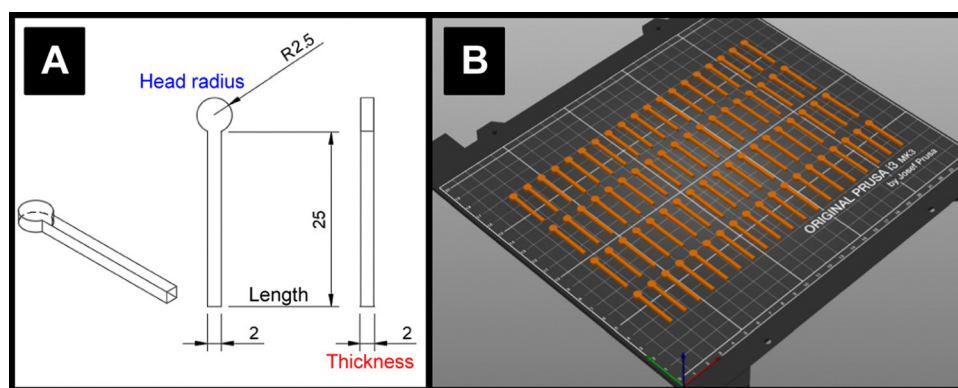 A
Head radius
R2.5
25
Length
2
2
Thickness
B
ORIGINAL PRUSA i3 MK3
by Josef Prusa